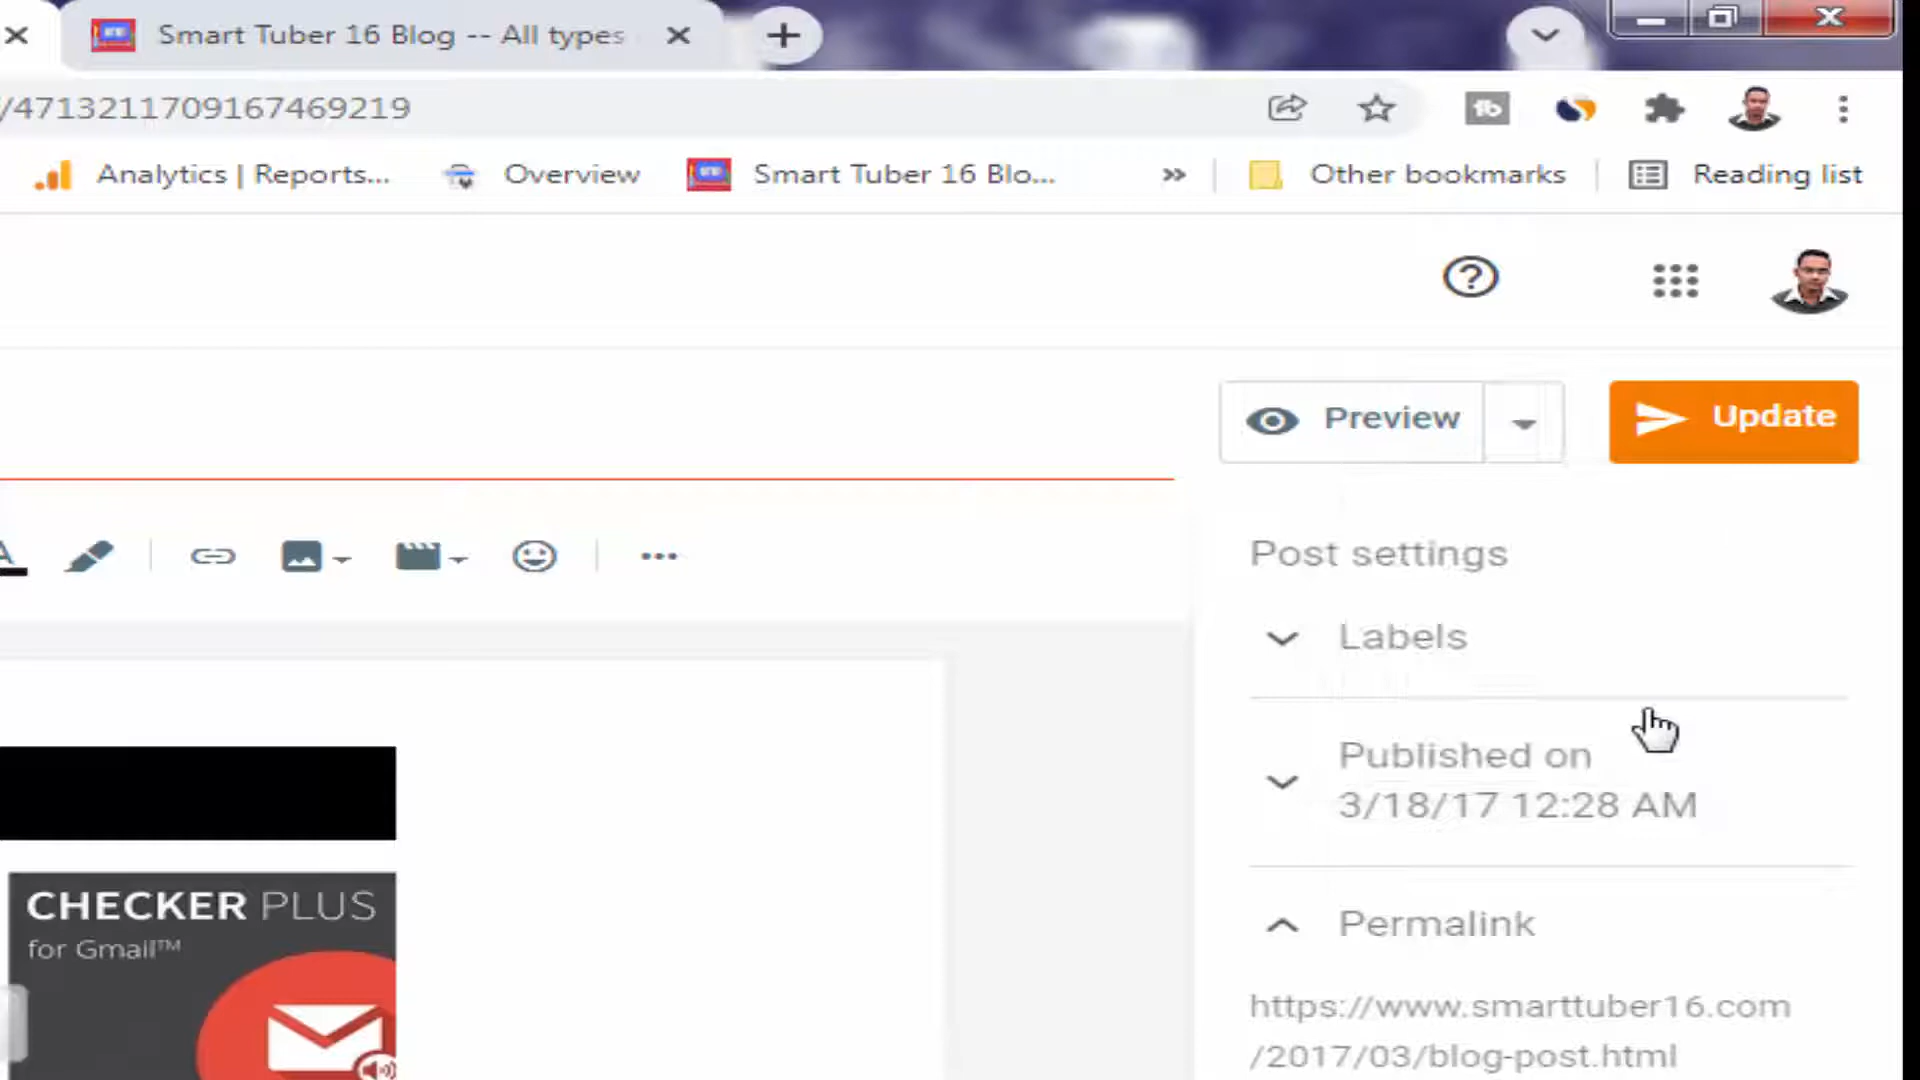 Smart Tuber 16 Blog -- All types
/4713211709167469219
Analytics | Reports...
Overview
Smart Tuber 16 Blo...
Other bookmarks
Reading list
Preview
Update
Post settings
Labels
Published on
3/18/17 12:28 AM
Permalink
https://www.smarttuber16.com
/2017/03/blog-post.html
CHECKER PLUS
for Gmail™